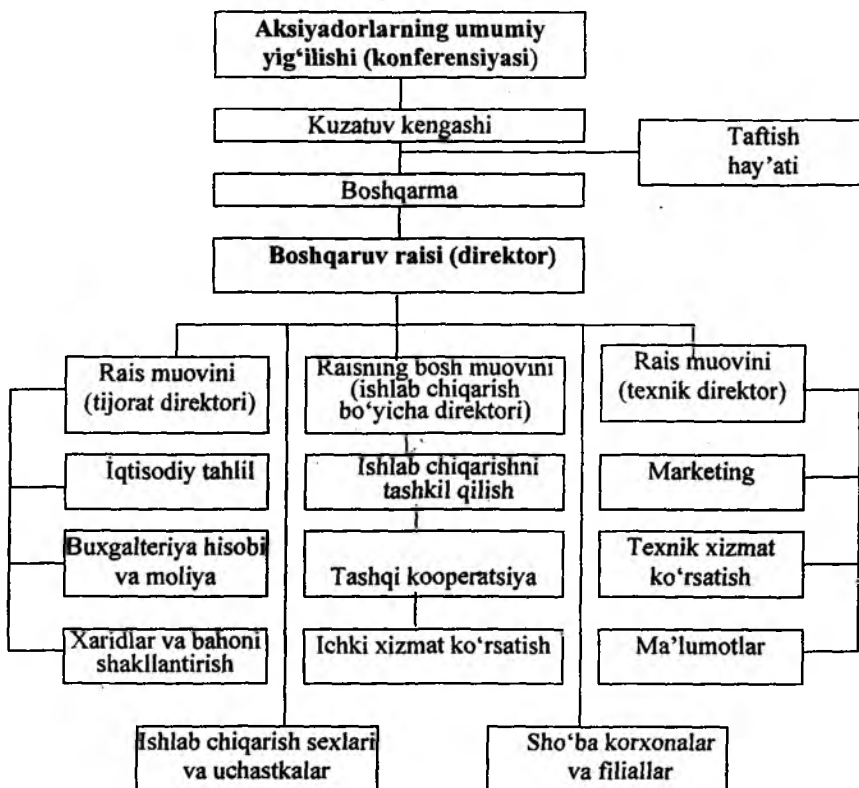 Aksiyadorlarning umumiy
yig‘ilishi (konferensiyasi)
Kuzatuv kengashi
Taftish
hay’ati
Boshqarma
Boshqaruv raisi (direktor)
Rais muovini
(tijorat direktori)
Raisning bosh muovini
(ishlab chiqarish
bo‘yicha direktori)
Rais muovini
(texnik direktor)
Iqtisodiy tahlil
Ishlab chiqarishni
tashkil qilish
Marketing
Buxgalteriya hisobi
va moliya
Tashqi kooperatsiya
Texnik xizmat
ko‘rsatish
Xaridlar va bahoni
shakllantirish
Ichki xizmat ko‘rsatish
Ma’lumotlar
Ishlab chiqarish sexlari
va uchastkalar
Sho‘ba korxonalar
va filiallar